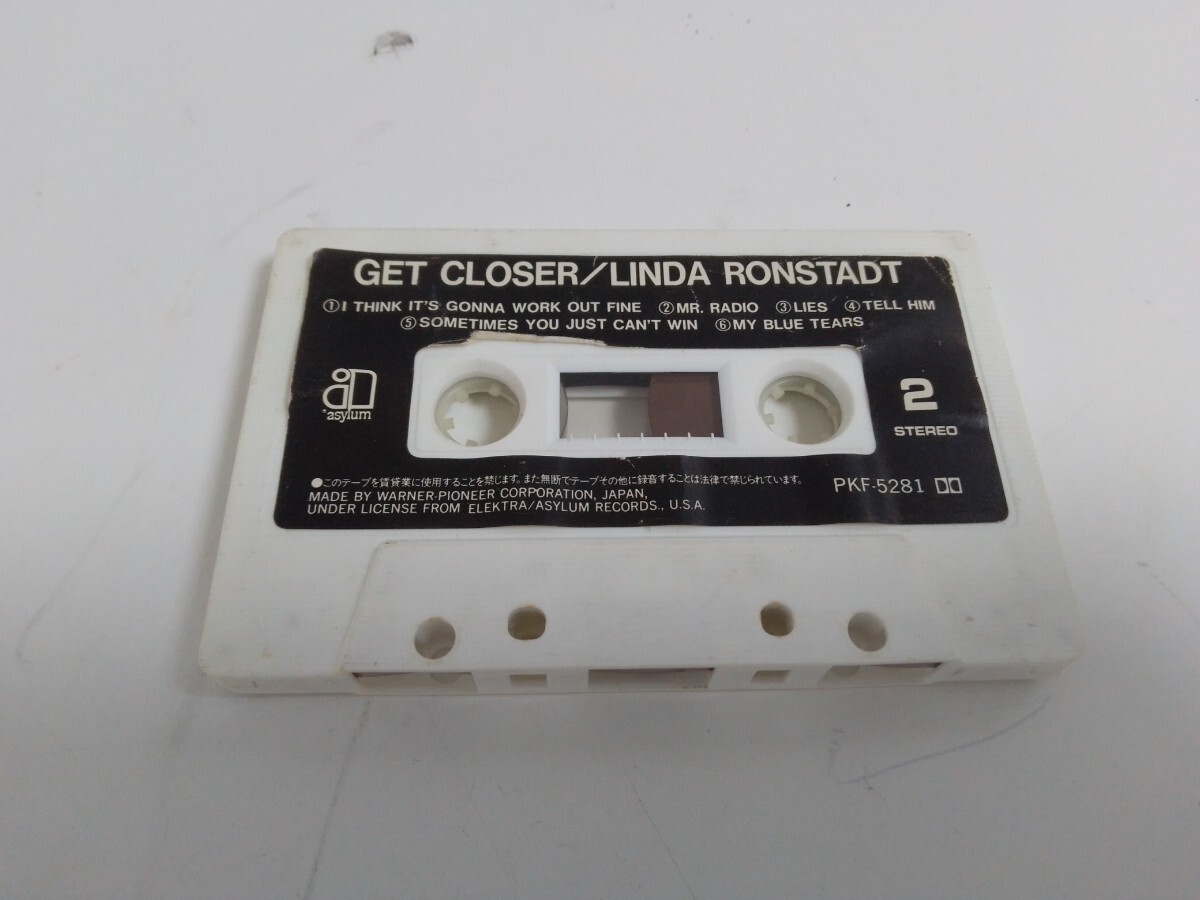 GET CLOSER/LINDA RONSTADT
①I THINK IT'S GONNA WORK OUT FINE ②MR. RADIO ③LIES ④TELL HIM
⑤SOMETIMES YOU JUST CAN'T WIN ⑥MY BLUE TEARS
asylum
2
STEREO
●このテープを賃貸業に使用することを禁じます。また無断でテープその他に録音することは法律で禁じられています。
MADE BY WARNER-PIONEER CORPORATION, JAPAN,
UNDER LICENSE FROM ELEKTRA/ASYLUM RECORDS., U.S.A.
PKF-5281